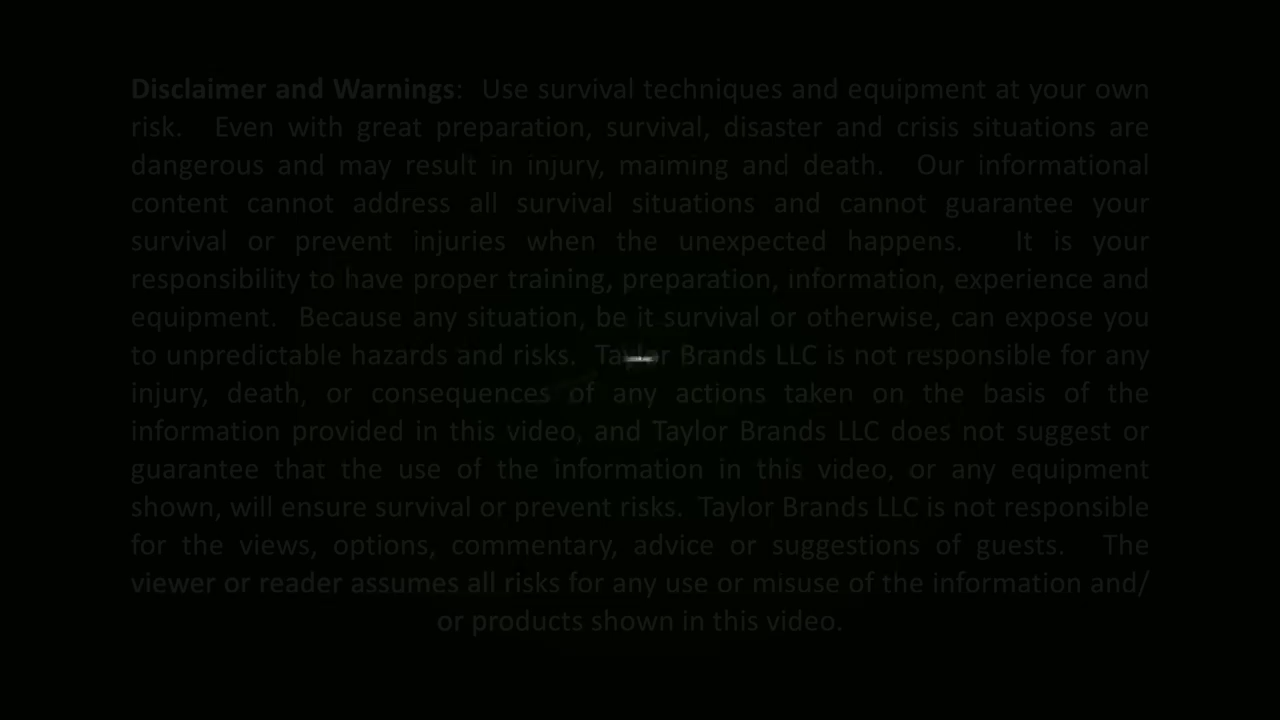 Disclaimer and Warnings: Use survival techniques and equipment at your own
risk. Even with great preparation, survival, disaster and crisis situations are
dangerous and may result in injury, maiming and death. Our informational
content cannot address all survival situations and cannot guarantee your
survival or prevent injuries when the unexpected happens. It is your
responsibility to have proper training, preparation, information, experience and
equipment. Because any situation, be it survival or otherwise, can expose you
to unpredictable hazards and risks. Taylor Brands LLC is not responsible for any
injury, death, or consequences of any actions taken on the basis of the
information provided in this video, and Taylor Brands LLC does not suggest or
guarantee that the use of the information in this video, or any equipment
shown, will ensure survival or prevent risks. Taylor Brands LLC is not responsible
for the views, options, commentary, advice or suggestions of guests. The
viewer or reader assumes all risks for any use or misuse of the information and/
or products shown in this video.